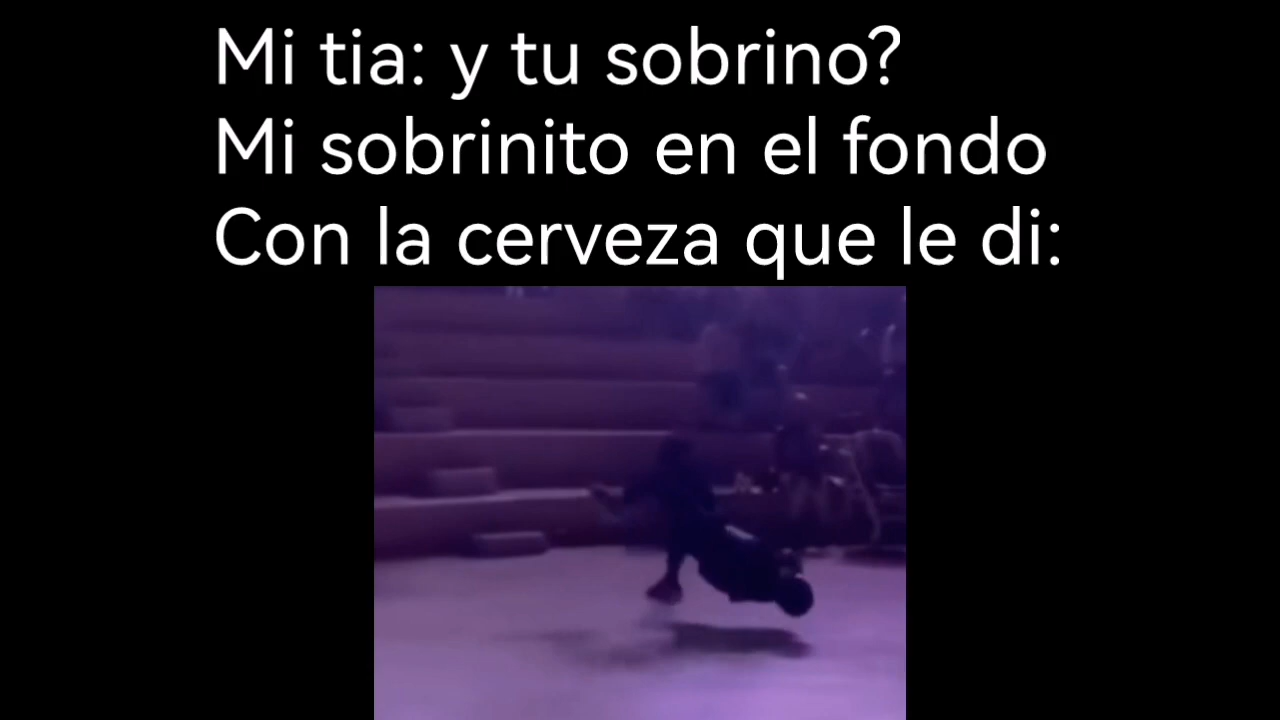 Mi tia: y tu sobrino?
Mi sobrinito en el fondo
Con la cerveza que le di: